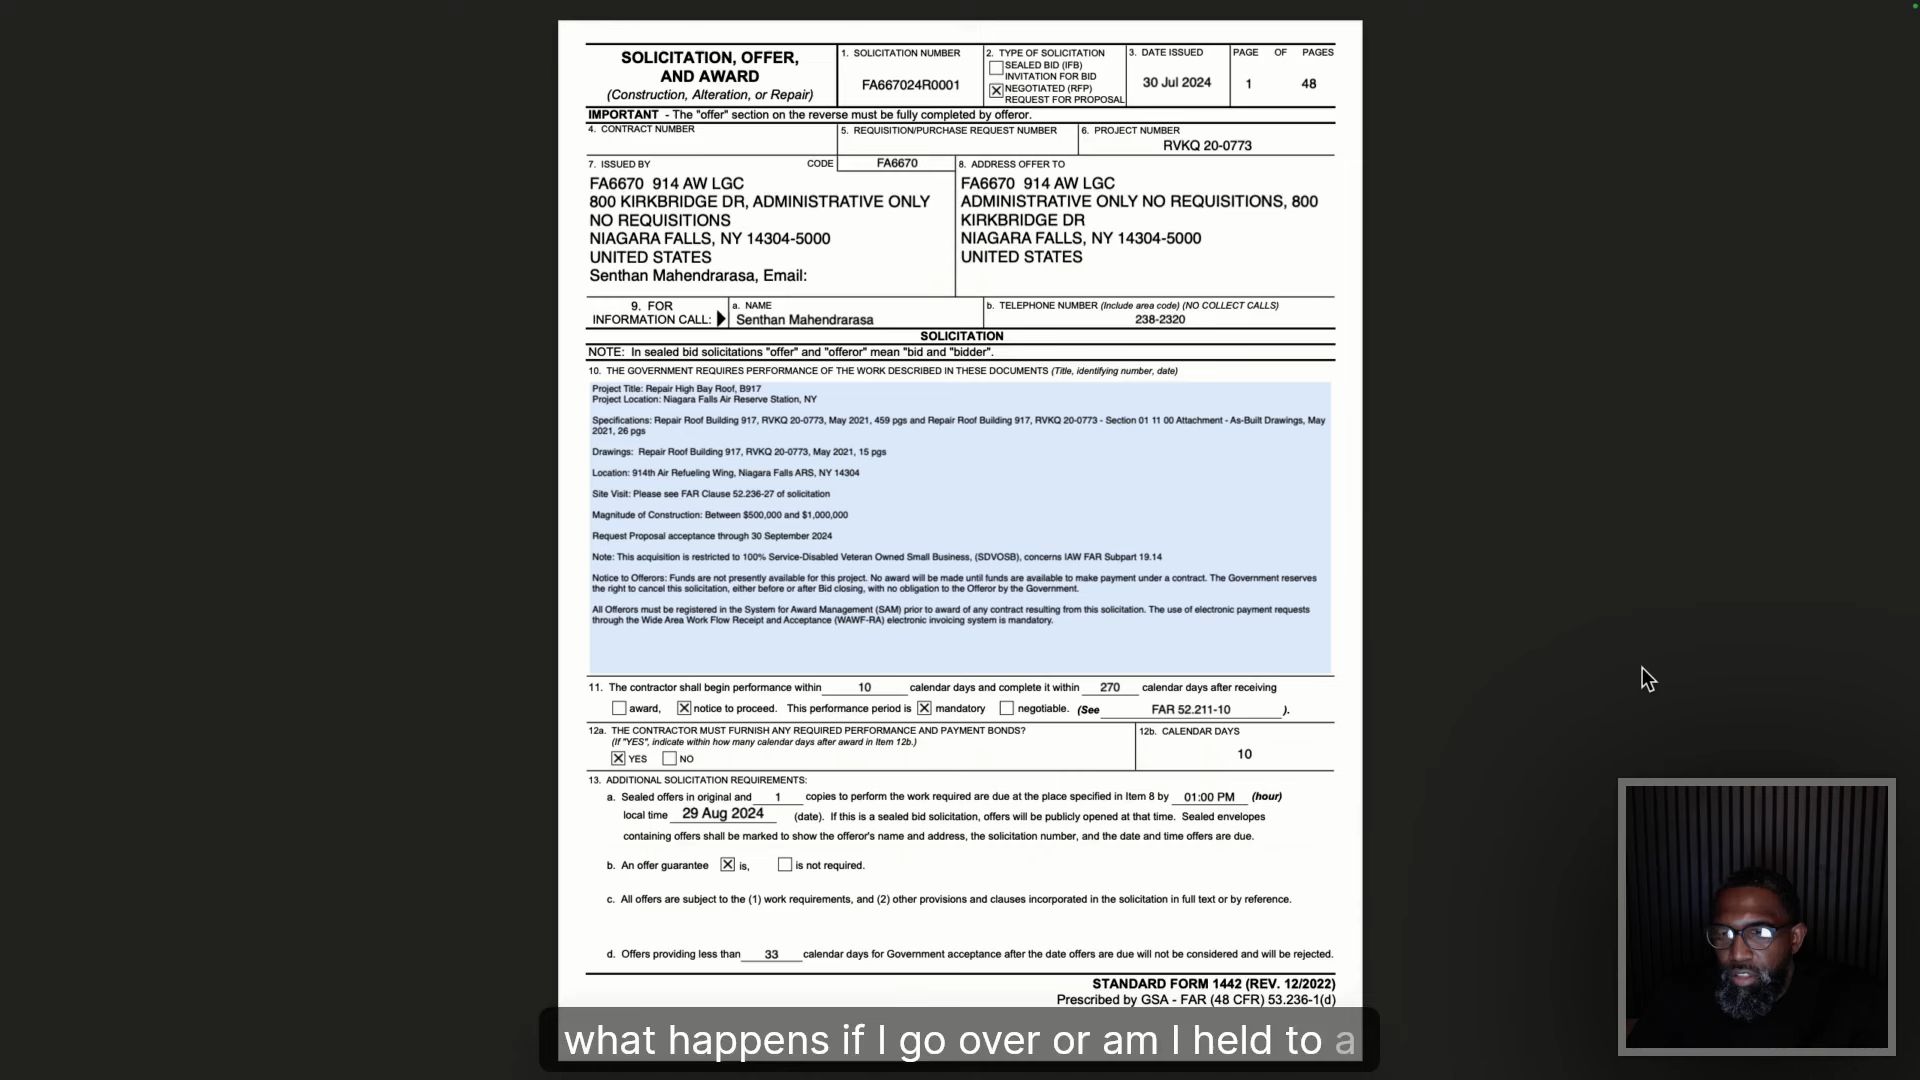 SOLICITATION, OFFER,
AND AWARD
(Construction, Alteration, or Repair)
1. SOLICITATION NUMBER
FA667024R0001
2. TYPE OF SOLICITATION
SEALED BID (IFB)
INVITATION FOR BID
NEGOTIATED (RFP)
REQUEST FOR PROPOSAL
3. DATE ISSUED
30 Jul 2024
PAGE OF PAGES
1 48
IMPORTANT - The "offer" section on the reverse must be fully completed by offeror.
4. CONTRACT NUMBER
5. REQUISITION/PURCHASE REQUEST NUMBER
6. PROJECT NUMBER
RVKQ 20-0773
7. ISSUED BY CODE FA6670
FA6670 914 AW LGC
800 KIRKBRIDGE DR, ADMINISTRATIVE ONLY
NO REQUISITIONS
NIAGARA FALLS, NY 14304-5000
UNITED STATES
Senthan Mahendrarasa, Email:
8. ADDRESS OFFER TO
FA6670 914 AW LGC
ADMINISTRATIVE ONLY NO REQUISITIONS, 800
KIRKBRIDGE DR
NIAGARA FALLS, NY 14304-5000
UNITED STATES
9. FOR
INFORMATION CALL:
a. NAME
Senthan Mahendrarasa
b. TELEPHONE NUMBER (Include area code) (NO COLLECT CALLS)
238-2320
SOLICITATION
NOTE: In sealed bid solicitations "offer" and "offeror" mean "bid and "bidder".
10. THE GOVERNMENT REQUIRES PERFORMANCE OF THE WORK DESCRIBED IN THESE DOCUMENTS (Title, identifying number, date)
Project Title: Repair High Bay Roof, B917
Project Location: Niagara Falls Air Reserve Station, NY
Specifications: Repair Roof Building 917, RVKQ 20-0773, May 2021, 459 pgs and Repair Roof Building 917, RVKQ 20-0773 - Section 01 11 00 Attachment - As-Built Drawings, May
2021, 26 pgs
Drawings: Repair Roof Building 917, RVKQ 20-0773, May 2021, 15 pgs
Location: 914th Air Refueling Wing, Niagara Falls ARS, NY 14304
Site Visit: Please see FAR Clause 52.236-27 of solicitation
Magnitude of Construction: Between $500,000 and $1,000,000
Request Proposal acceptance through 30 September 2024
Note: This acquisition is restricted to 100% Service-Disabled Veteran Owned Small Business, (SDVOSB), concerns IAW FAR Subpart 19.14
Notice to Offerors: Funds are not presently available for this project. No award will be made until funds are available to make payment under a contract. The Government reserves
the right to cancel this solicitation, either before or after Bid closing, with no obligation to the Offeror by the Government.
All Offerors must be registered in the System for Award Management (SAM) prior to award of any contract resulting from this solicitation. The use of electronic payment requests
through the Wide Area Work Flow Receipt and Acceptance (WAWF-RA) electronic invoicing system is mandatory.
11. The contractor shall begin performance within 10 calendar days and complete it within 270 calendar days after receiving
award, notice to proceed. This performance period is mandatory negotiable. (See FAR 52.211-10 ).
12a. THE CONTRACTOR MUST FURNISH ANY REQUIRED PERFORMANCE AND PAYMENT BONDS?
(If "YES", indicate within how many calendar days after award in Item 12b.)
YES NO
12b. CALENDAR DAYS
10
13. ADDITIONAL SOLICITATION REQUIREMENTS:
a. Sealed offers in original and 1 copies to perform the work required are due at the place specified in Item 8 by 01:00 PM (hour)
local time 29 Aug 2024 (date). If this is a sealed bid solicitation, offers will be publicly opened at that time. Sealed envelopes
containing offers shall be marked to show the offeror's name and address, the solicitation number, and the date and time offers are due.
b. An offer guarantee is, is not required.
c. All offers are subject to the (1) work requirements, and (2) other provisions and clauses incorporated in the solicitation in full text or by reference.
d. Offers providing less than 33 calendar days for Government acceptance after the date offers are due will not be considered and will be rejected.
STANDARD FORM 1442 (REV. 12/2022)
Prescribed by GSA - FAR (48 CFR) 53.236-1(d)
what happens if I go over or am I held to a